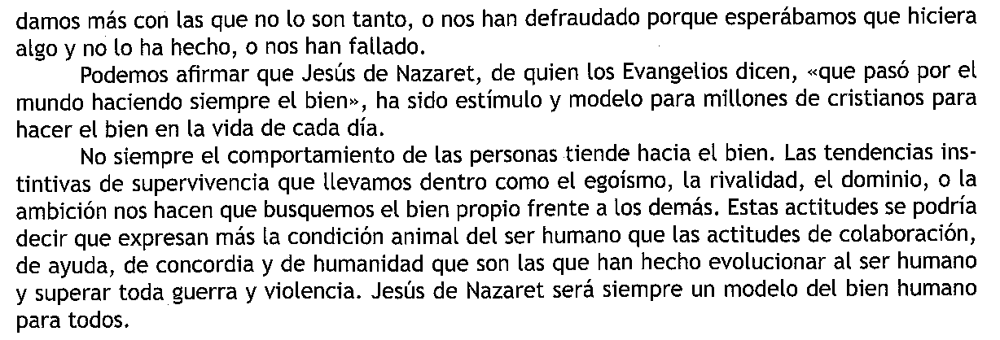 damos más con las que no lo son tanto, o nos han defraudado porque esperábamos que hiciera
algo y no lo ha hecho, o nos han fallado.
Podemos afirmar que Jesús de Nazaret, de quien los Evangelios dicen, «que pasó por el
mundo haciendo siempre el bien», ha sido estímulo y modelo para millones de cristianos para
hacer el bien en la vida de cada día.
No siempre el comportamiento de las personas tiende hacia el bien. Las tendencias ins-
tintivas de supervivencia que llevamos dentro como el egoísmo, la rivalidad, el dominio, o la
ambición nos hacen que busquemos el bien propio frente a los demás. Estas actitudes se podría
decir que expresan más la condición animal del ser humano que las actitudes de colaboración,
de ayuda, de concordia y de humanidad que son las que han hecho evolucionar al ser humano
y superar toda guerra y violencia. Jesús de Nazaret será siempre un modelo del bien humano
para todos.